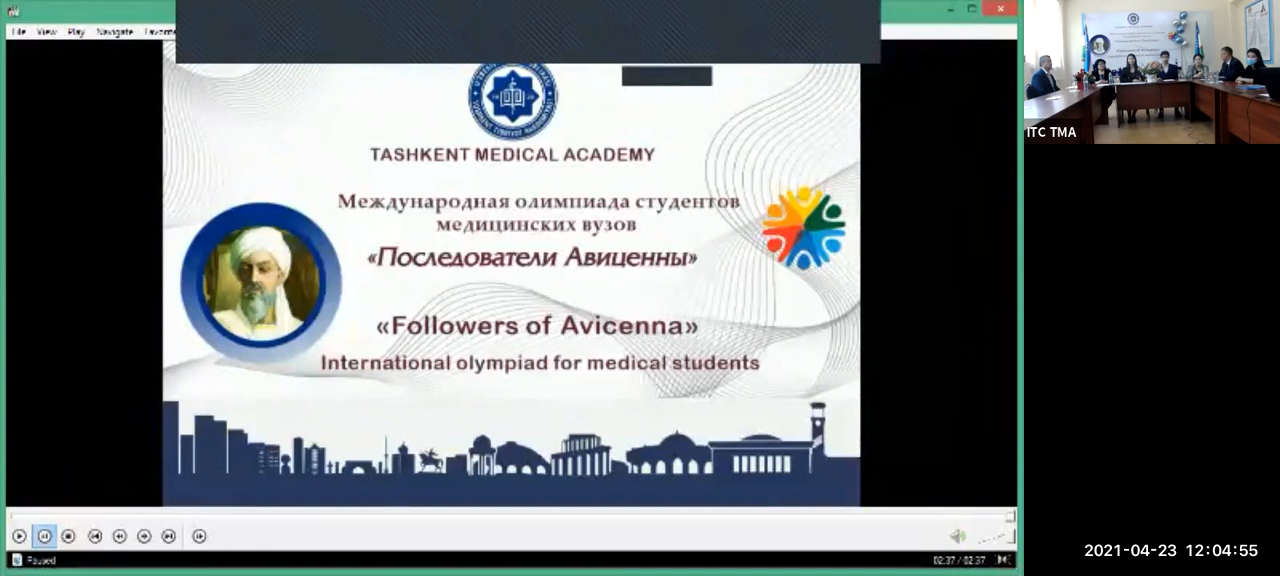 File View Play Navigate Favorites
TASHKENT MEDICAL ACADEMY
Международная олимпиада студентов
медицинских вузов
«Последователи Авиценны»
«Followers of Avicenna»
International olympiad for medical students
Paused
02:37 / 02:37
ITC TMA
2021-04-23 12:04:55